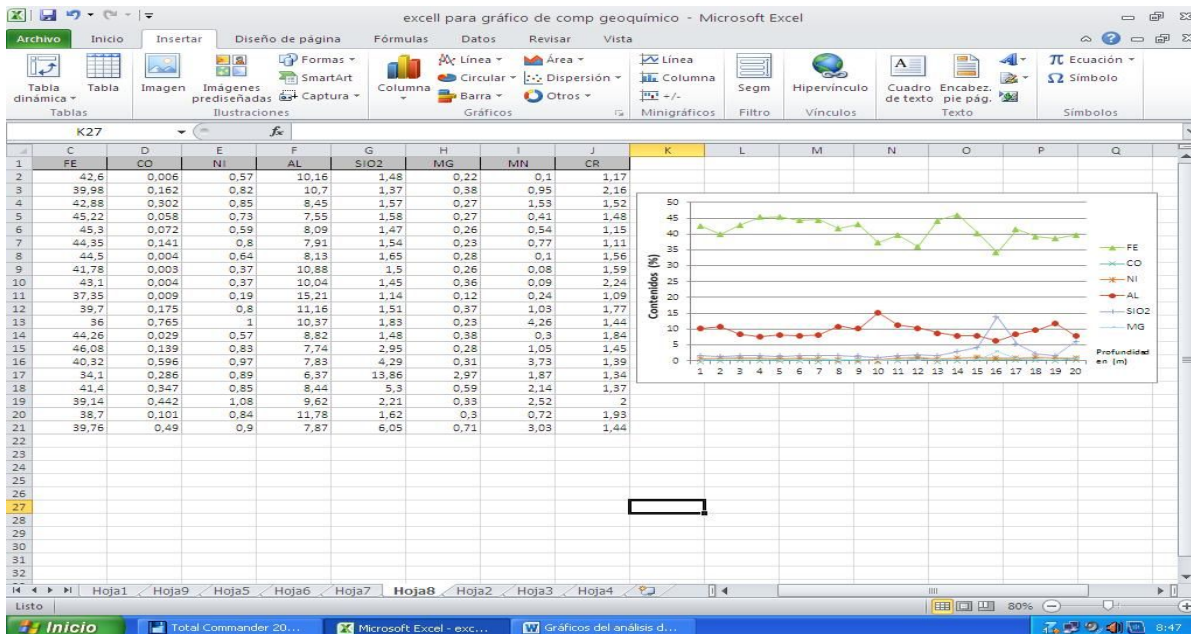 excell para gráfico de comp geoquímico - Microsoft Excel
Archivo Inicio Insertar Diseño de página Fórmulas Datos Revisar Vista
Tabla dinámica Tabla Imagen Imágenes prediseñadas Formas SmartArt Captura Columna Línea Circular Barra Área Dispersión Otros Línea Columna +/- Segm Hipervínculo Cuadro de texto Encabez. pie pág. A π Ecuación Ω Símbolo
Tablas Ilustraciones Gráficos Minigráficos Filtro Vínculos Texto Símbolos
K27 fx
C D E F G H I J K L M N O P Q
1 FE CO NI AL SIO2 MG MN CR
2 42,6 0,006 0,57 10,16 1,48 0,22 0,1 1,17
3 39,98 0,162 0,82 10,7 1,37 0,38 0,95 2,16
4 42,88 0,302 0,85 8,45 1,57 0,27 1,53 1,52
5 45,22 0,058 0,73 7,55 1,58 0,27 0,41 1,48
6 45,3 0,072 0,59 8,09 1,47 0,26 0,54 1,15
7 44,35 0,141 0,8 7,91 1,54 0,23 0,77 1,11
8 44,5 0,004 0,64 8,13 1,65 0,28 0,1 1,56
9 41,78 0,003 0,37 10,88 1,5 0,26 0,08 1,59
10 43,1 0,004 0,37 10,04 1,45 0,36 0,09 2,24
11 37,35 0,009 0,19 15,21 1,14 0,12 0,24 1,09
12 39,7 0,175 0,8 11,16 1,51 0,37 1,03 1,77
13 36 0,765 1 10,37 1,83 0,23 4,26 1,44
14 44,26 0,029 0,57 8,82 1,48 0,38 0,3 1,84
15 46,08 0,139 0,83 7,74 2,95 0,28 1,05 1,45
16 40,32 0,596 0,97 7,83 4,29 0,31 3,73 1,39
17 34,1 0,286 0,89 6,37 13,86 2,97 1,87 1,34
18 41,4 0,347 0,85 8,44 5,3 0,59 2,14 1,37
19 39,14 0,442 1,08 9,62 2,21 0,33 2,52 2
20 38,7 0,101 0,84 11,78 1,62 0,3 0,72 1,93
21 39,76 0,49 0,9 7,87 6,05 0,71 3,03 1,44
22
23
24
25
26
27
28
29
30
31
32
Contenidos (%)
50
45
40
35
30
25
20
15
10
5
0
1 2 3 4 5 6 7 8 9 10 11 12 13 14 15 16 17 18 19 20
FE
CO
NI
AL
SIO2
MG
Profundidad
en (m)
Hoja1 Hoja9 Hoja5 Hoja6 Hoja7 Hoja8 Hoja2 Hoja3 Hoja4
Listo 80%
Inicio Total Commander 20... Microsoft Excel - exc... Gráficos del análisis d... 8:47